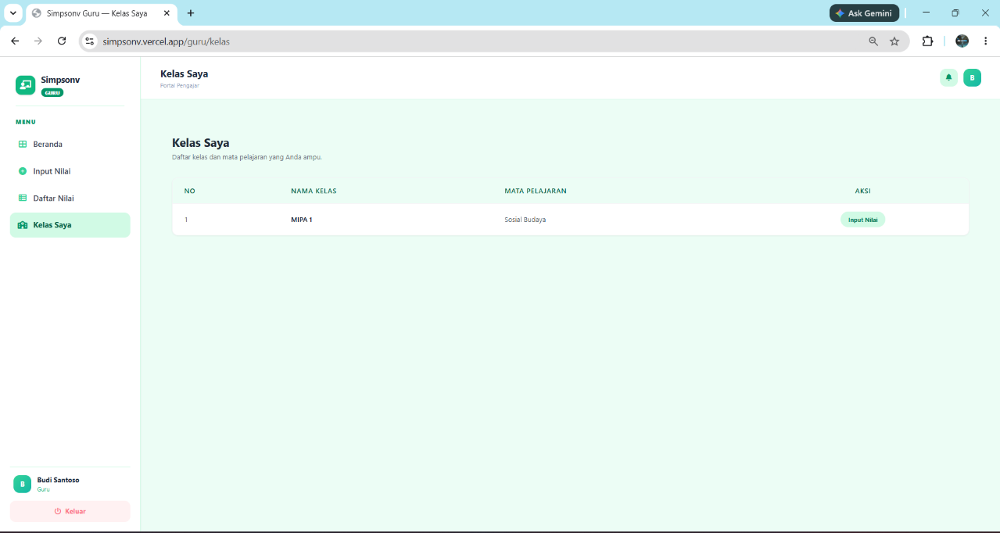 Simpsonv Guru — Kelas Saya
Ask Gemini
simpsonv.vercel.app/guru/kelas
Simpsonv
GURU
MENU
Beranda
Input Nilai
Daftar Nilai
Kelas Saya
Budi Santoso
B
Guru
Keluar
Kelas Saya
Portal Pengajar
B
Kelas Saya
Daftar kelas dan mata pelajaran yang Anda ampu.
NO NAMA KELAS MATA PELAJARAN AKSI
1 MIPA 1 Sosial Budaya Input Nilai